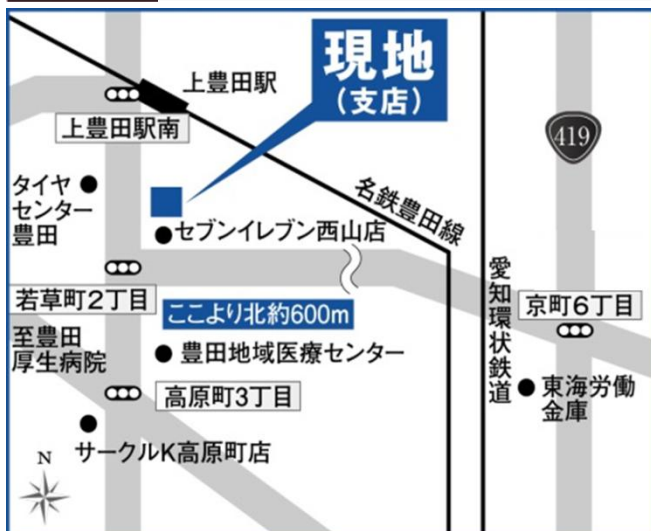 上豊田駅
現地
(支店)
上豊田駅南
419
タイヤ
センター
豊田
名鉄豊田線
セブンイレブン西山店
若草町2丁目
ここより北約600m
愛知環状鉄道
京町6丁目
至豊田
厚生病院
豊田地域医療センター
高原町3丁目
東海労働
金庫
サークルK高原町店
N